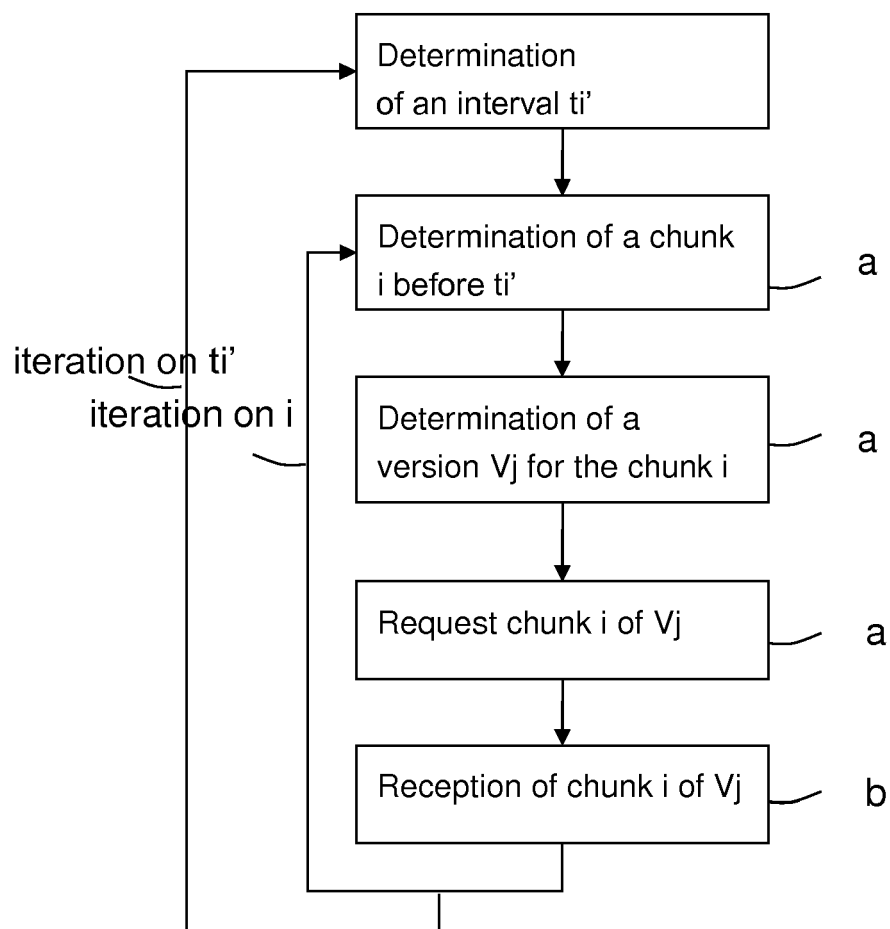 Determination
of an interval ti’
Determination of a chunk
i before ti’
a
iteration on ti’
iteration on i
Determination of a
version Vj for the chunk i
a
Request chunk i of Vj
a
Reception of chunk i of Vj
b